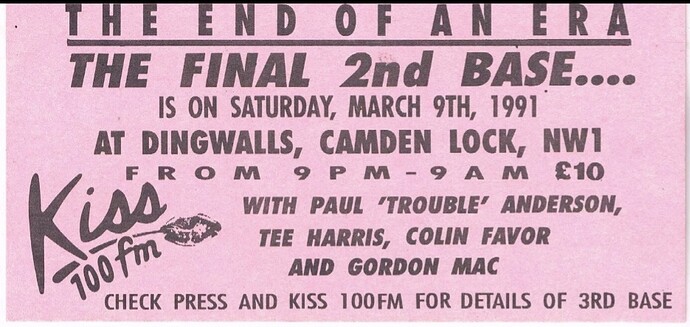 THE END OF AN ERA
THE FINAL 2nd BASE....
IS ON SATURDAY, MARCH 9TH, 1991
AT DINGWALLS, CAMDEN LOCK, NW1
FROM 9PM - 9AM £10
Kiss
100fm
WITH PAUL 'TROUBLE' ANDERSON,
TEE HARRIS, COLIN FAVOR
AND GORDON MAC
CHECK PRESS AND KISS 100FM FOR DETAILS OF 3RD BASE